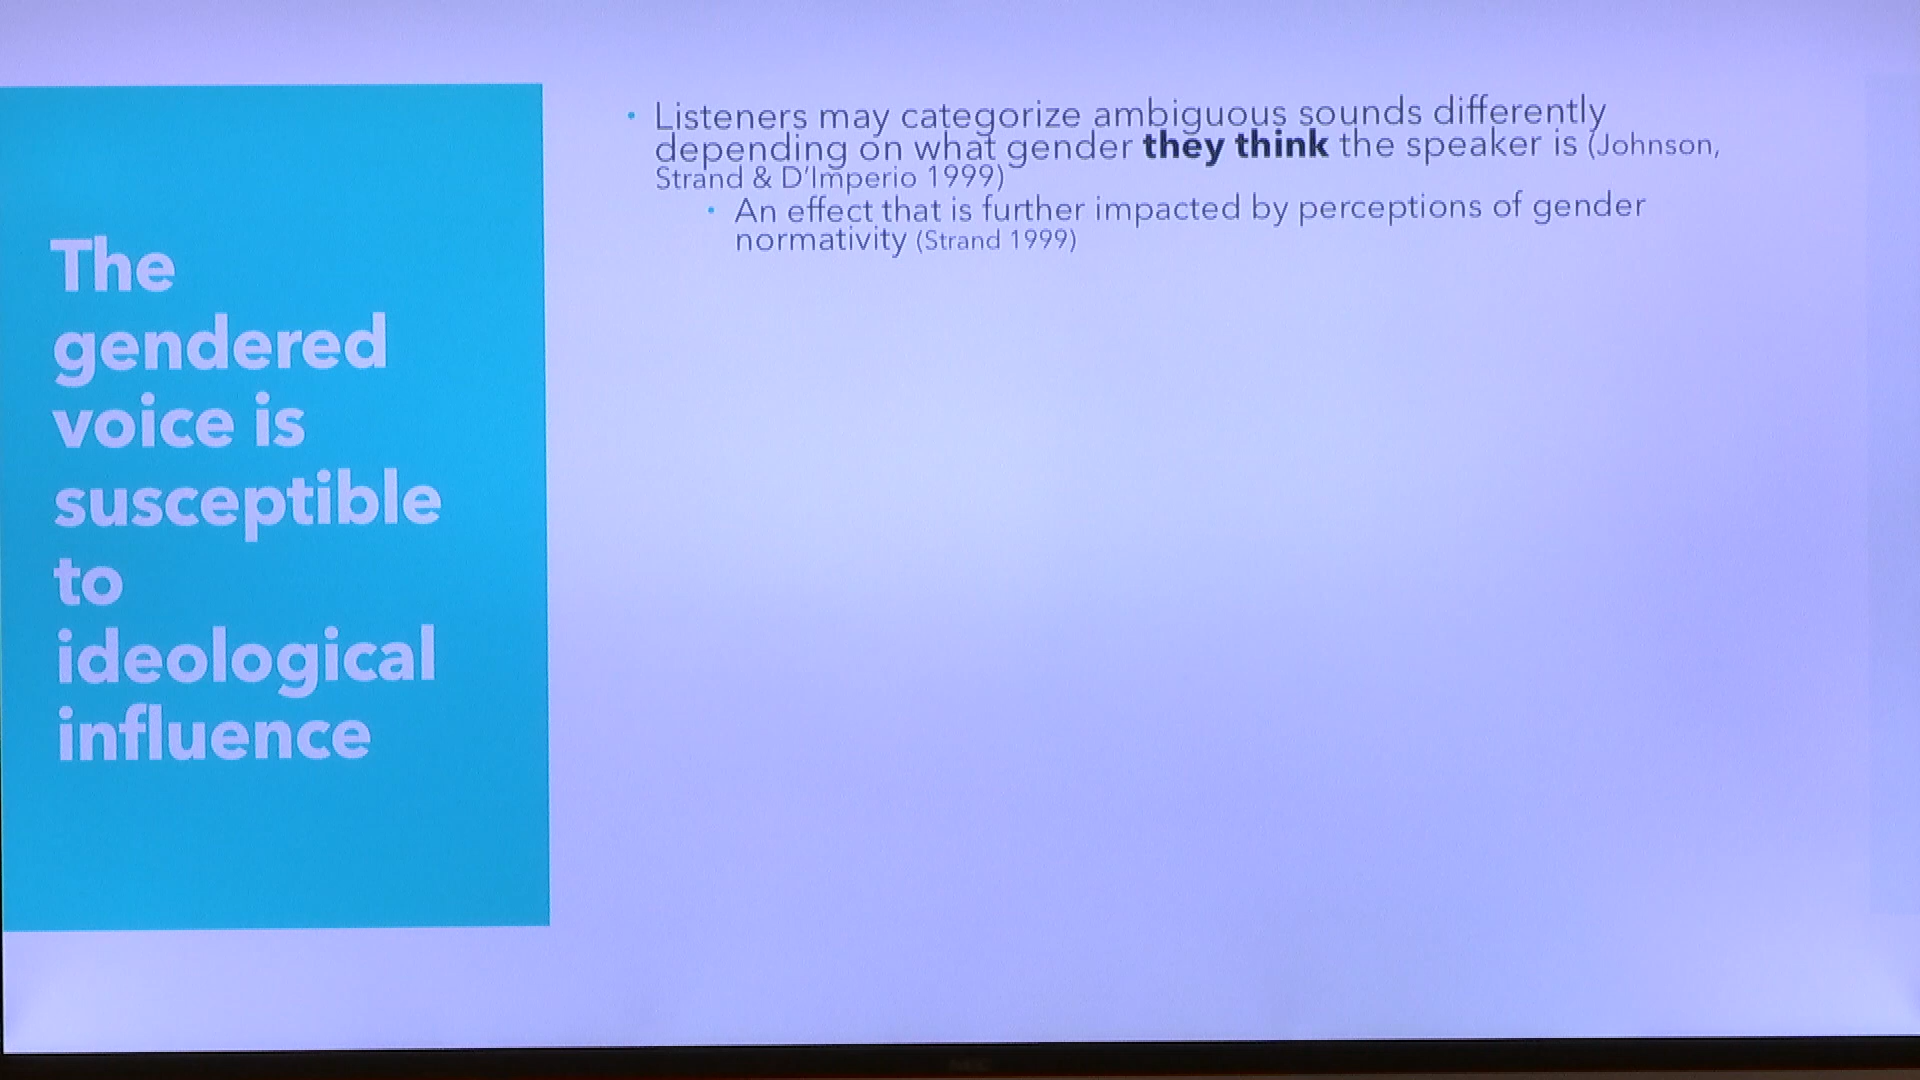 The
gendered
voice is
susceptible
to
ideological
influence
• Listeners may categorize ambiguous sounds differently
depending on what gender they think the speaker is (Johnson,
Strand & D'Imperio 1999)
• An effect that is further impacted by perceptions of gender
normativity (Strand 1999)